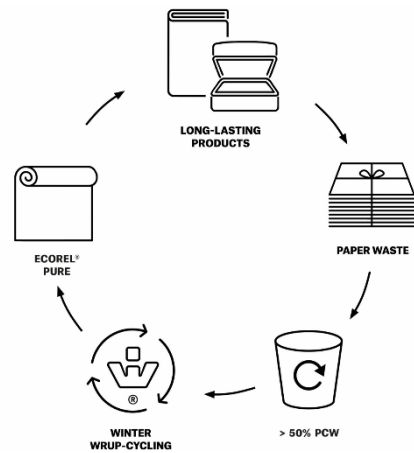 LONG-LASTING
PRODUCTS
PAPER WASTE
> 50% PCW
®
WINTER
WRUP-CYCLING
ECOREL®
PURE